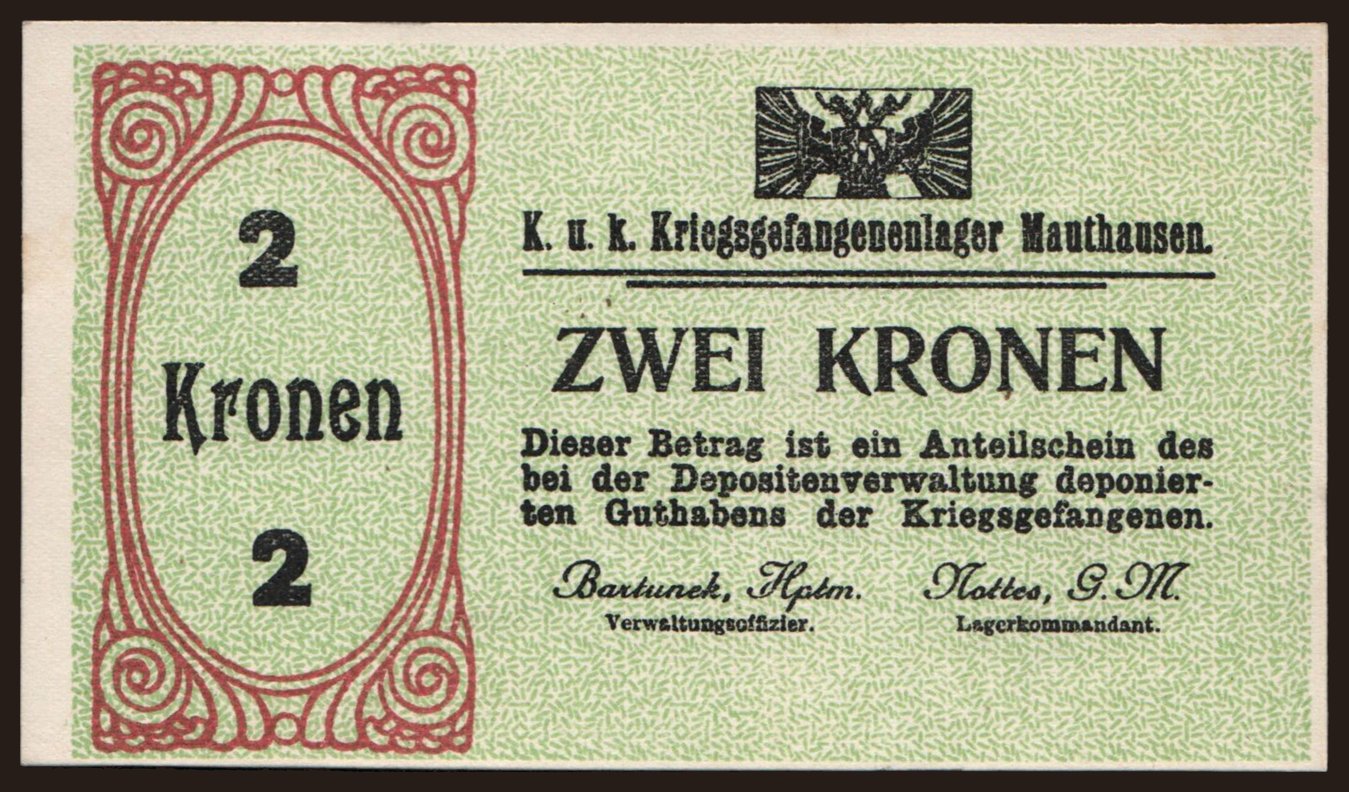 2
Kronen
2
K. u. k. Kriegsgefangenenlager Mauthausen.
ZWEI KRONEN
Dieser Betrag ist ein Anteilschein des
bei der Depositenverwaltung deponier-
ten Guthabens der Kriegsgefangenen.
Bartunek, Hptm. Nottes, G. M.
Verwaltungsoffizier. Lagerkommandant.